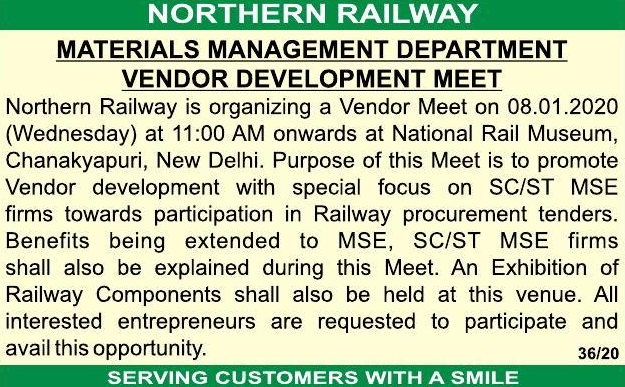 NORTHERN RAILWAY
MATERIALS MANAGEMENT DEPARTMENT
VENDOR DEVELOPMENT MEET
Northern Railway is organizing a Vendor Meet on 08.01.2020
(Wednesday) at 11:00 AM onwards at National Rail Museum,
Chanakyapuri, New Delhi. Purpose of this Meet is to promote
Vendor development with special focus on SC/ST MSE
firms towards participation in Railway procurement tenders.
Benefits being extended to MSE, SC/ST MSE firms
shall also be explained during this Meet. An Exhibition of
Railway Components shall also be held at this venue. All
interested entrepreneurs are requested to participate and
avail this opportunity.
36/20
SERVING CUSTOMERS WITH A SMILE